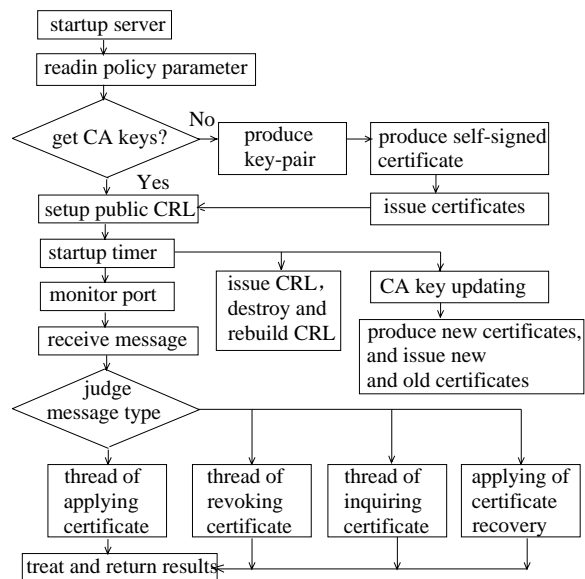 startup server
readin policy parameter
get CA keys?
No
produce
key-pair
produce self-signed
certificate
Yes
setup public CRL
issue certificates
startup timer
monitor port
issue CRL，
destroy and
rebuild CRL
CA key updating
receive message
produce new certificates,
and issue new
and old certificates
judge
message type
thread of
applying
certificate
thread of
revoking
certificate
thread of
inquiring
certificate
applying of
certificate
recovery
treat and return results